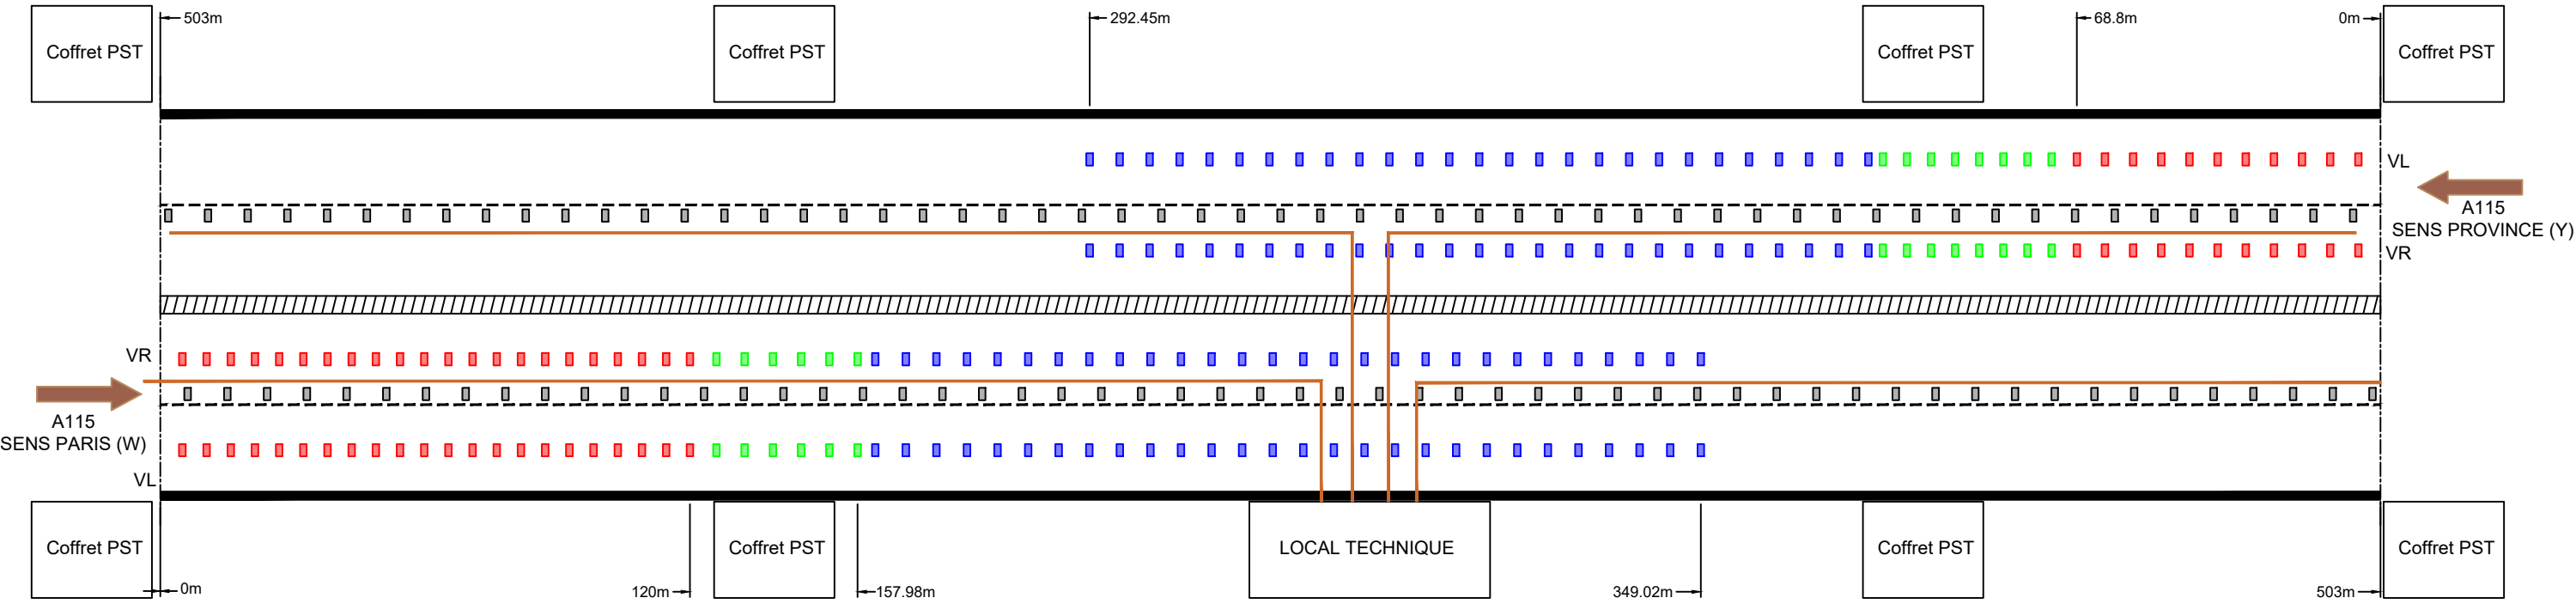 503m
292.45m
68.8m
0m
Coffret PST
Coffret PST
Coffret PST
Coffret PST
VL
A115
SENS PROVINCE (Y)
VR
VR
A115
SENS PARIS (W)
VL
Coffret PST
Coffret PST
LOCAL TECHNIQUE
Coffret PST
Coffret PST
0m
120m
157.98m
349.02m
503m